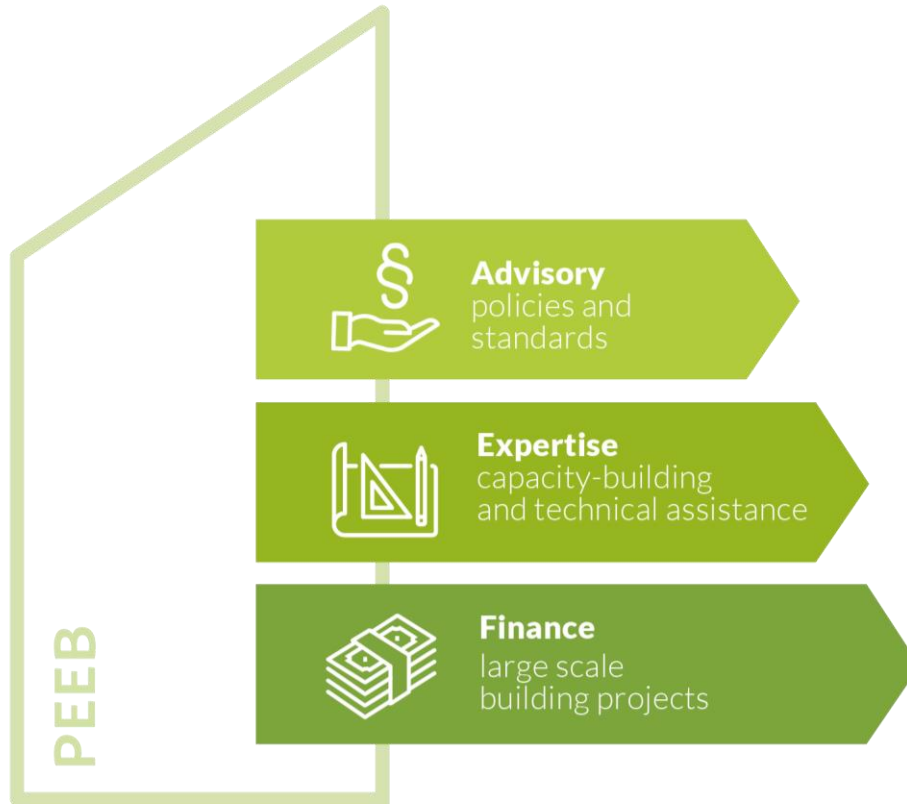 Advisory
policies and
standards
Expertise
capacity-building
and technical assistance
Finance
large scale
building projects
PEEB